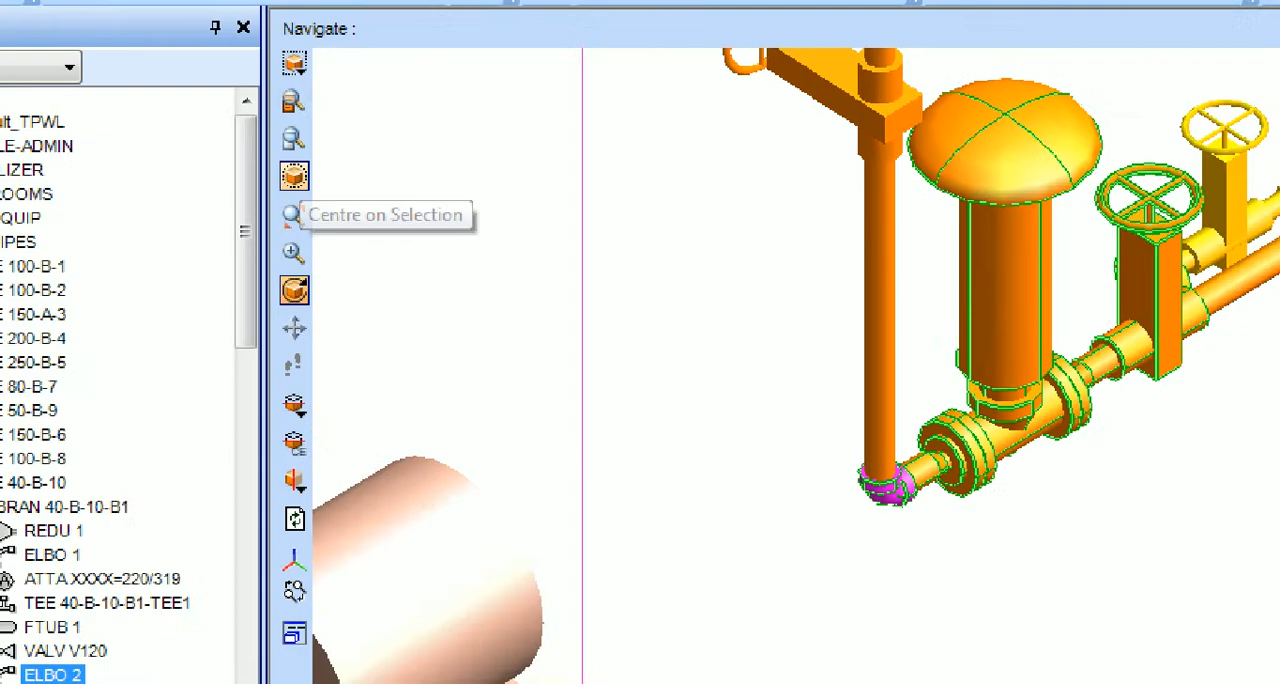 Navigate :
ult_TPWL
LE-ADMIN
LIZER
OOMS
QUIP
IPES
E 100-B-1
E 100-B-2
E 150-A-3
E 200-B-4
E 250-B-5
E 80-B-7
E 50-B-9
E 150-B-6
E 100-B-8
E 40-B-10
BRAN 40-B-10-B1
REDU 1
ELBO 1
ATTA XXXX=220/319
TEE 40-B-10-B1-TEE1
FTUB 1
VALV V120
ELBO 2
Centre on Selection
CE